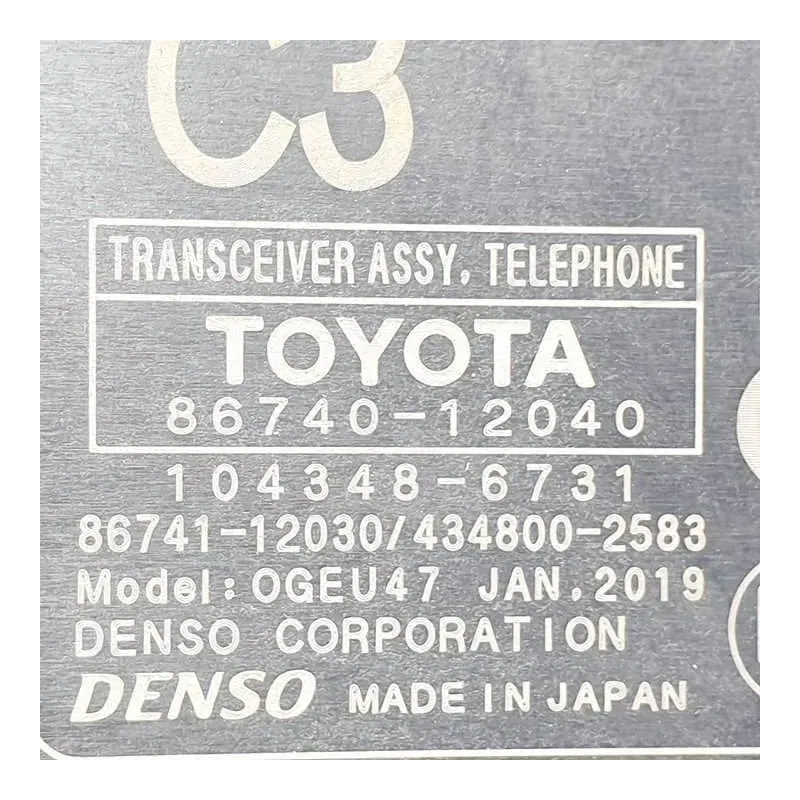 C3
TRANSCEIVER ASSY, TELEPHONE
TOYOTA
86740-12040
104348-6731
86741-12030/434800-2583
Model: OGEU47 JAN, 2019
DENSO CORPORATION
DENSO MADE IN JAPAN